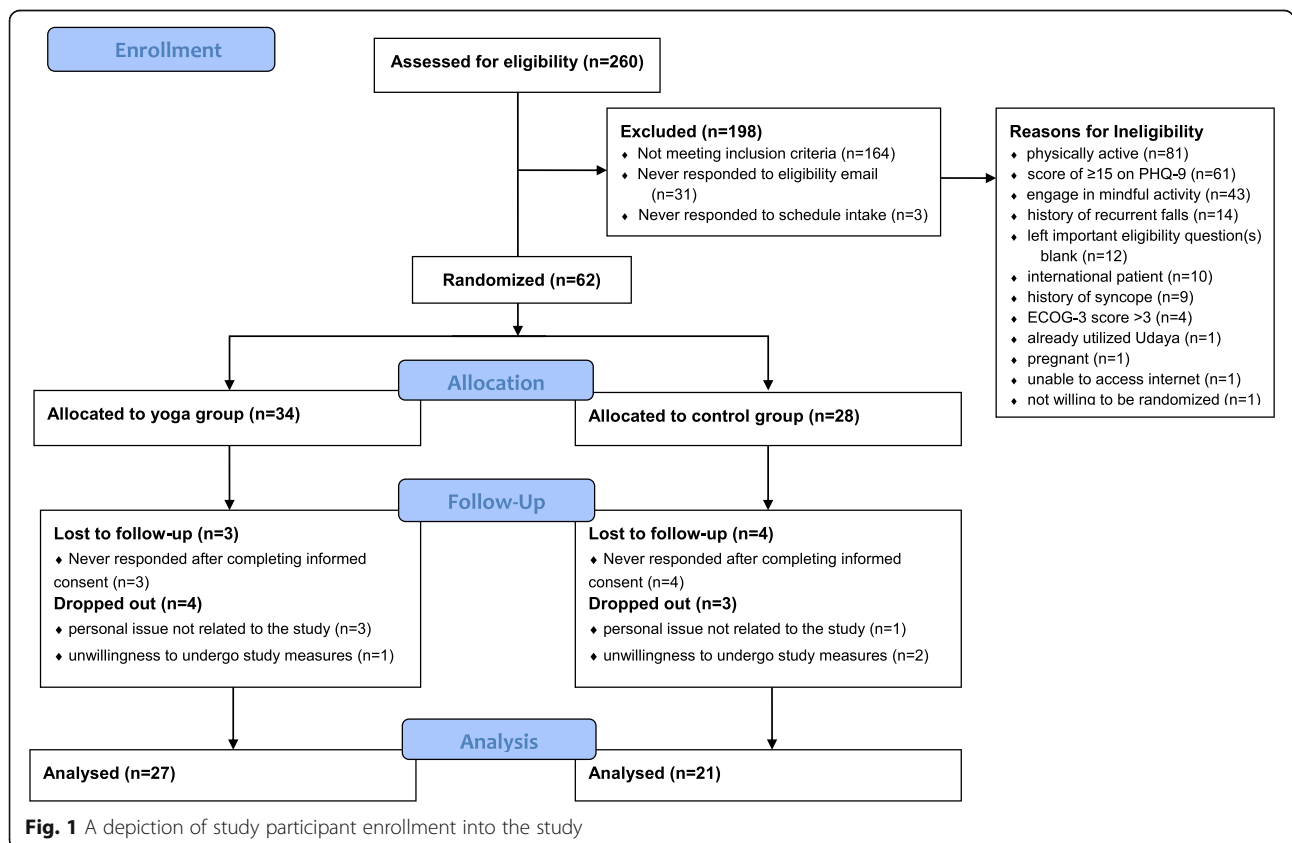 Enrollment
Assessed for eligibility (n=260)
Excluded (n=198)
♦ Not meeting inclusion criteria (n=164)
♦ Never responded to eligibility email
(n=31)
♦ Never responded to schedule intake (n=3)
Reasons for Ineligibility
♦ physically active (n=81)
♦ score of ≥15 on PHQ-9 (n=61)
♦ engage in mindful activity (n=43)
♦ history of recurrent falls (n=14)
♦ left important eligibility question(s)
blank (n=12)
♦ international patient (n=10)
♦ history of syncope (n=9)
♦ ECOG-3 score >3 (n=4)
♦ already utilized Udaya (n=1)
♦ pregnant (n=1)
♦ unable to access internet (n=1)
♦ not willing to be randomized (n=1)
Randomized (n=62)
Allocation
Allocated to yoga group (n=34)
Allocated to control group (n=28)
Follow-Up
Lost to follow-up (n=3)
♦ Never responded after completing informed
consent (n=3)
Dropped out (n=4)
♦ personal issue not related to the study (n=3)
♦ unwillingness to undergo study measures (n=1)
Lost to follow-up (n=4)
♦ Never responded after completing informed
consent (n=4)
Dropped out (n=3)
♦ personal issue not related to the study (n=1)
♦ unwillingness to undergo study measures (n=2)
Analysis
Analysed (n=27)
Analysed (n=21)
Fig. 1 A depiction of study participant enrollment into the study